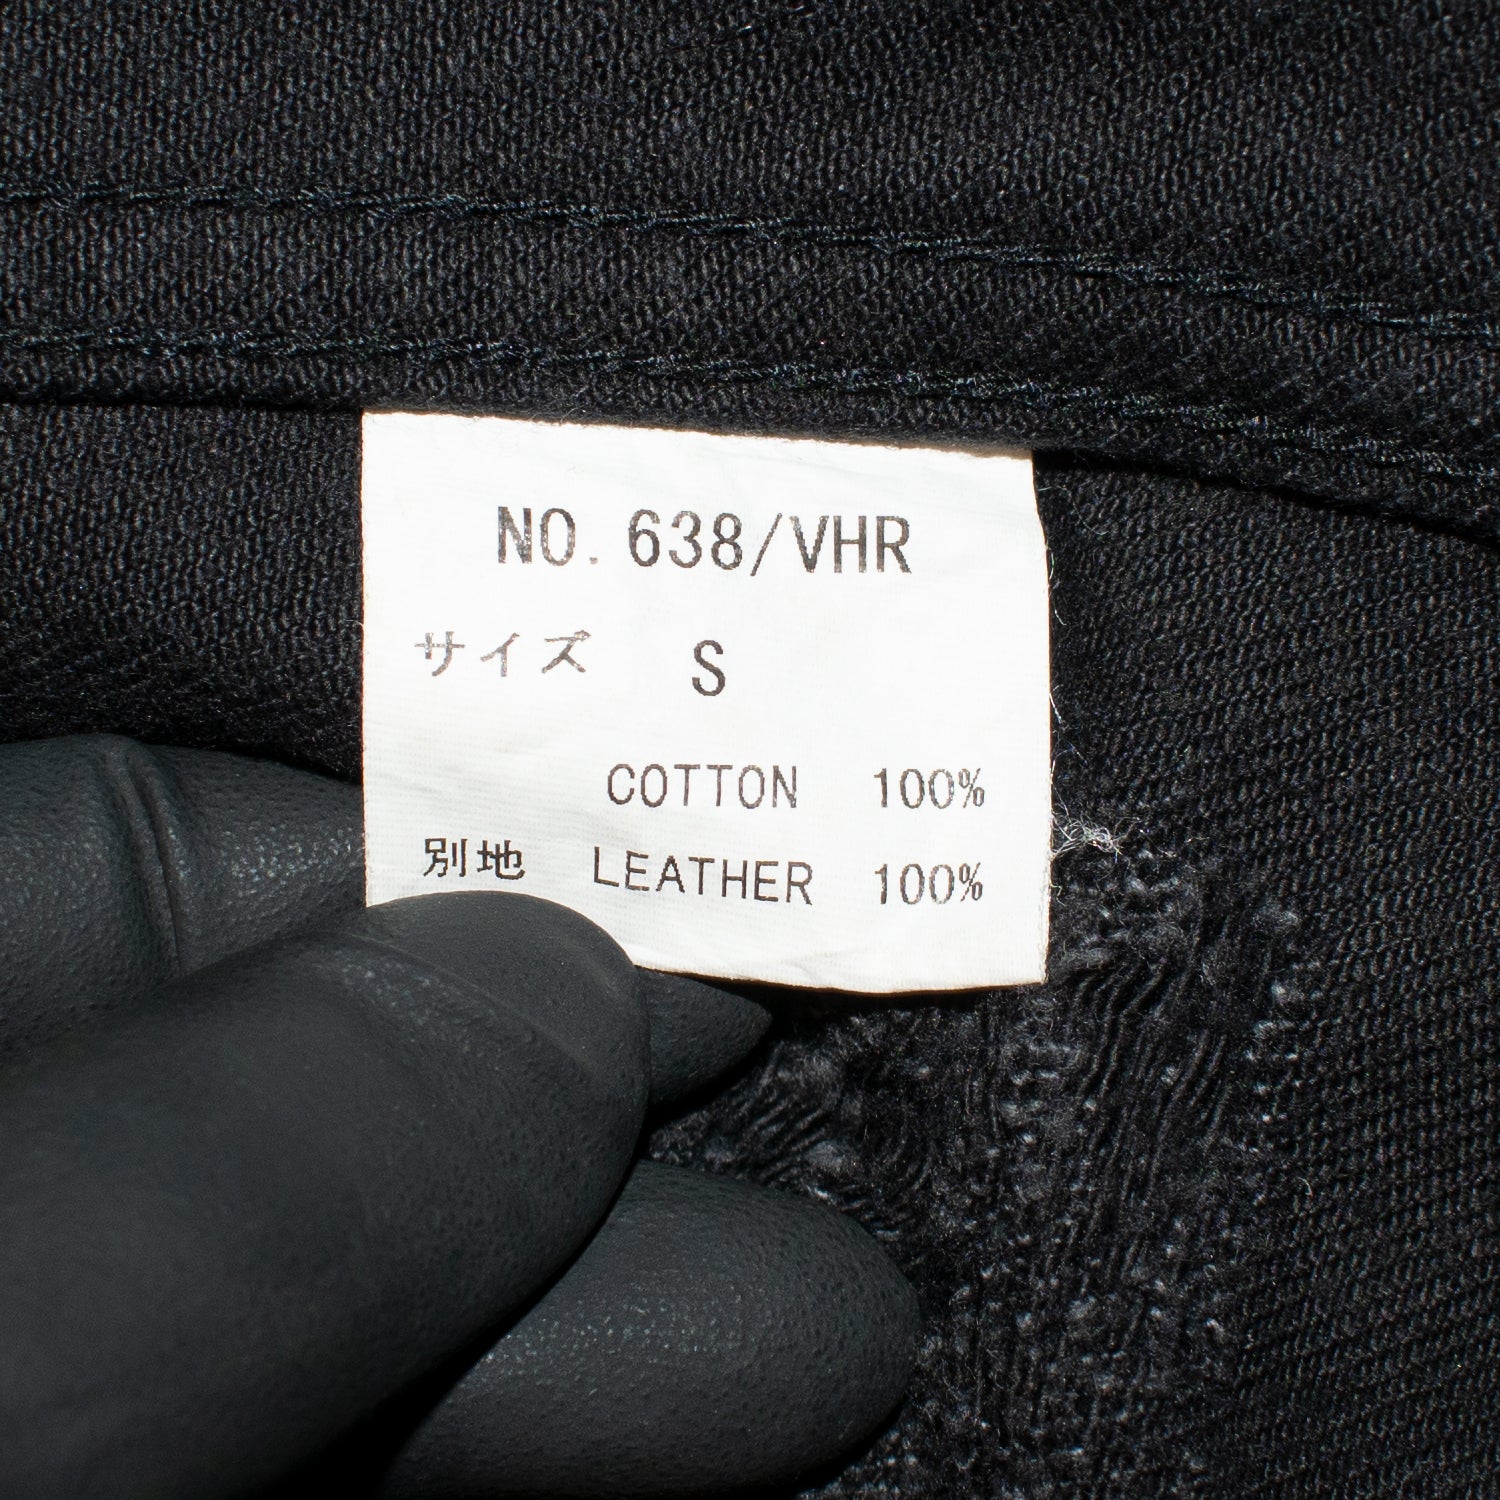 NO. 638/VHR
サイズ S
COTTON 100%
別地 LEATHER 100%